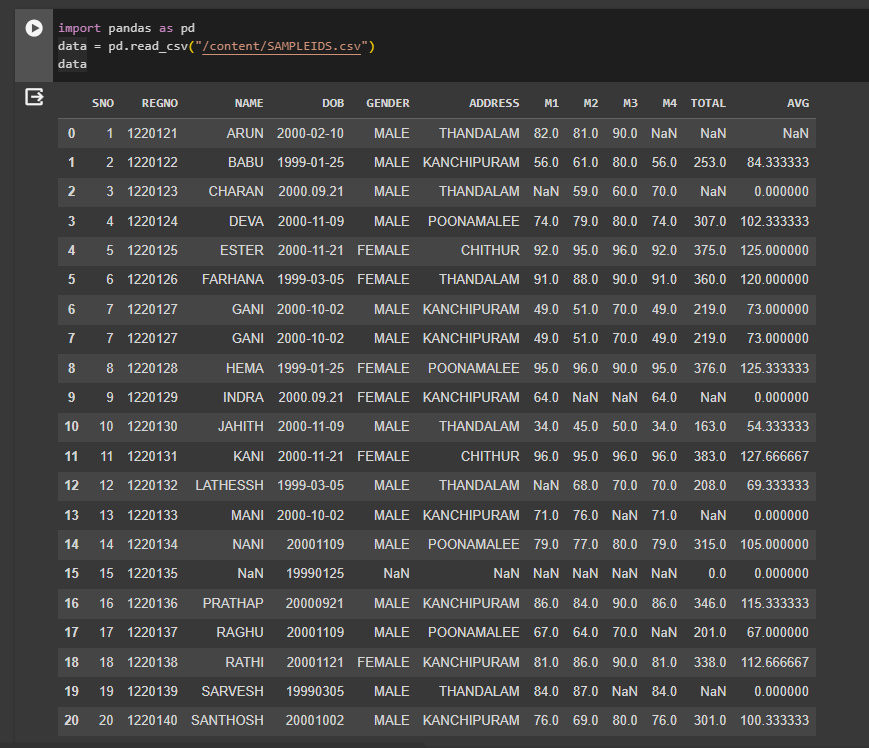 import pandas as pd
data = pd.read_csv("/content/SAMPLEIDS.csv")
data
SNO REGNO NAME DOB GENDER ADDRESS M1 M2 M3 M4 TOTAL AVG
0 1 1220121 ARUN 2000-02-10 MALE THANDALAM 82.0 81.0 90.0 NaN NaN NaN
1 2 1220122 BABU 1999-01-25 MALE KANCHIPURAM 56.0 61.0 80.0 56.0 253.0 84.333333
2 3 1220123 CHARAN 2000.09.21 MALE THANDALAM NaN 59.0 60.0 70.0 NaN 0.000000
3 4 1220124 DEVA 2000-11-09 MALE POONAMALEE 74.0 79.0 80.0 74.0 307.0 102.333333
4 5 1220125 ESTER 2000-11-21 FEMALE CHITHUR 92.0 95.0 96.0 92.0 375.0 125.000000
5 6 1220126 FARHANA 1999-03-05 FEMALE THANDALAM 91.0 88.0 90.0 91.0 360.0 120.000000
6 7 1220127 GANI 2000-10-02 MALE KANCHIPURAM 49.0 51.0 70.0 49.0 219.0 73.000000
7 7 1220127 GANI 2000-10-02 MALE KANCHIPURAM 49.0 51.0 70.0 49.0 219.0 73.000000
8 8 1220128 HEMA 1999-01-25 FEMALE POONAMALEE 95.0 96.0 90.0 95.0 376.0 125.333333
9 9 1220129 INDRA 2000.09.21 FEMALE KANCHIPURAM 64.0 NaN NaN 64.0 NaN 0.000000
10 10 1220130 JAHITH 2000-11-09 MALE THANDALAM 34.0 45.0 50.0 34.0 163.0 54.333333
11 11 1220131 KANI 2000-11-21 FEMALE CHITHUR 96.0 95.0 96.0 96.0 383.0 127.666667
12 12 1220132 LATHESSH 1999-03-05 MALE THANDALAM NaN 68.0 70.0 70.0 208.0 69.333333
13 13 1220133 MANI 2000-10-02 MALE KANCHIPURAM 71.0 76.0 NaN 71.0 NaN 0.000000
14 14 1220134 NANI 20001109 MALE POONAMALEE 79.0 77.0 80.0 79.0 315.0 105.000000
15 15 1220135 NaN 19990125 NaN NaN NaN NaN NaN NaN 0.0 0.000000
16 16 1220136 PRATHAP 20000921 MALE KANCHIPURAM 86.0 84.0 90.0 86.0 346.0 115.333333
17 17 1220137 RAGHU 20001109 MALE POONAMALEE 67.0 64.0 70.0 NaN 201.0 67.000000
18 18 1220138 RATHI 20001121 FEMALE KANCHIPURAM 81.0 86.0 90.0 81.0 338.0 112.666667
19 19 1220139 SARVESH 19990305 MALE THANDALAM 84.0 87.0 NaN 84.0 NaN 0.000000
20 20 1220140 SANTHOSH 20001002 MALE KANCHIPURAM 76.0 69.0 80.0 76.0 301.0 100.333333